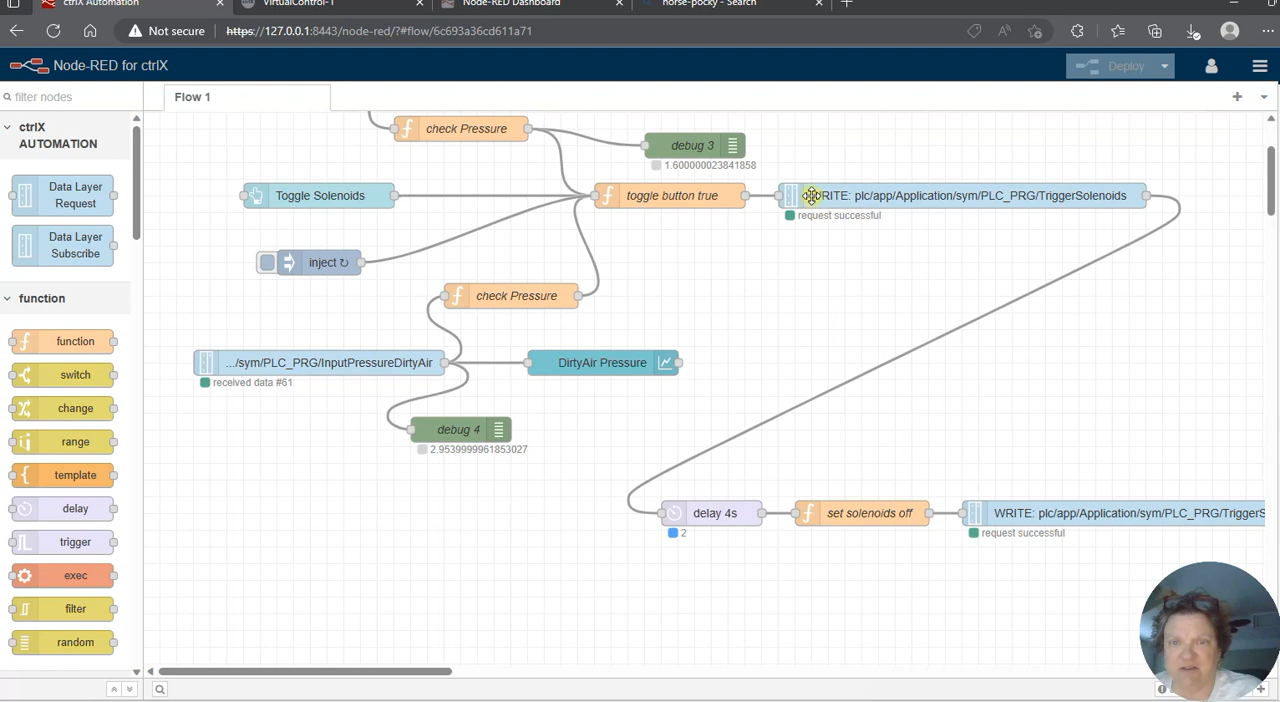 ctrlX Automation
VirtualControl-1
Node-RED Dashboard
horse-pocky - Search
Not secure
https://127.0.0.1:8443/node-red/?#flow/6c693a36cd611a71
Node-RED for ctrlX
Deploy
filter nodes
Flow 1
ctrlX
AUTOMATION
Data Layer
Request
Data Layer
Subscribe
function
function
switch
change
range
template
delay
trigger
exec
filter
random
check Pressure
debug 3
1.600000023841858
Toggle Solenoids
toggle button true
WRITE: plc/app/Application/sym/PLC_PRG/TriggerSolenoids
request successful
inject ↻
check Pressure
.../sym/PLC_PRG/InputPressureDirtyAir
received data #61
DirtyAir Pressure
debug 4
2.9539999961853027
delay 4s
2
set solenoids off
WRITE: plc/app/Application/sym/PLC_PRG/TriggerS
request successful